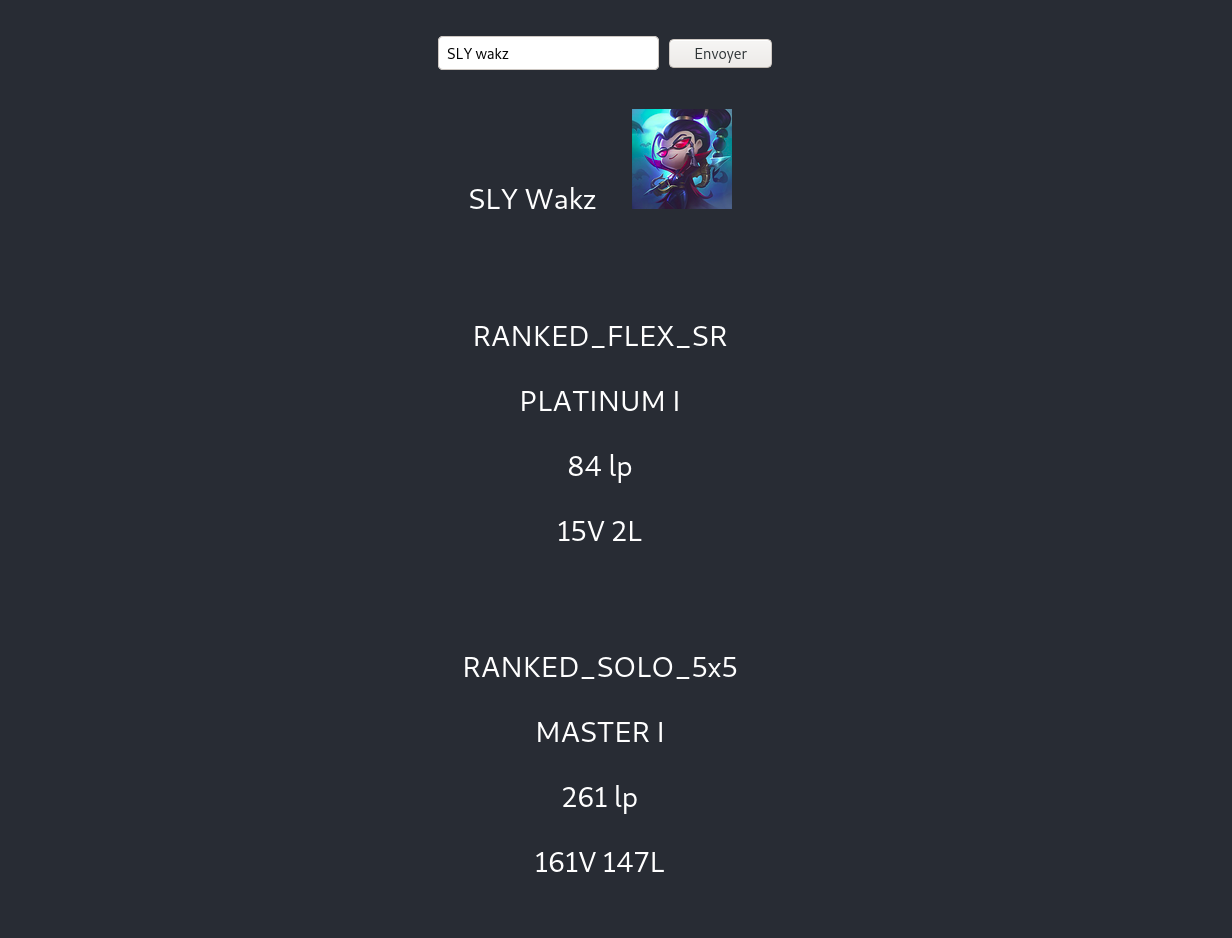 SLY wakz Envoyer
SLY Wakz
RANKED_FLEX_SR
PLATINUM I
84 lp
15V 2L
RANKED_SOLO_5x5
MASTER I
261 lp
161V 147L